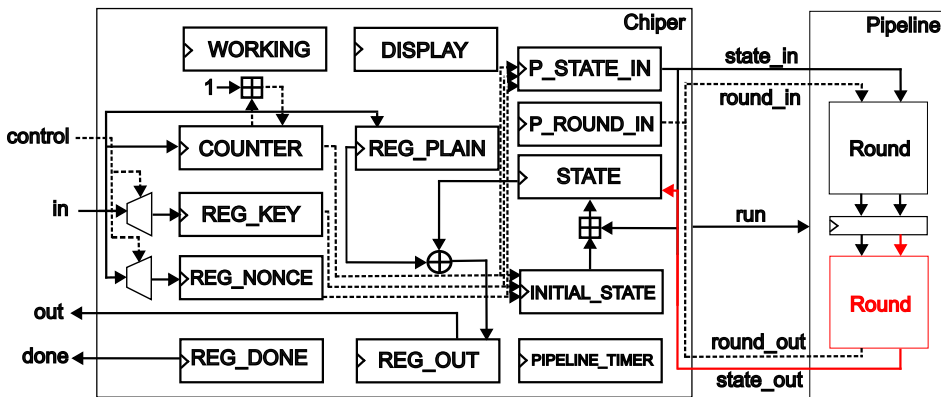 Chiper
Pipeline
WORKING
DISPLAY
P_STATE_IN
state_in
1
round_in
control
COUNTER
REG_PLAIN
P_ROUND_IN
Round
STATE
in
REG_KEY
run
REG_NONCE
INITIAL_STATE
Round
out
round_out
done
REG_DONE
REG_OUT
PIPELINE_TIMER
state_out